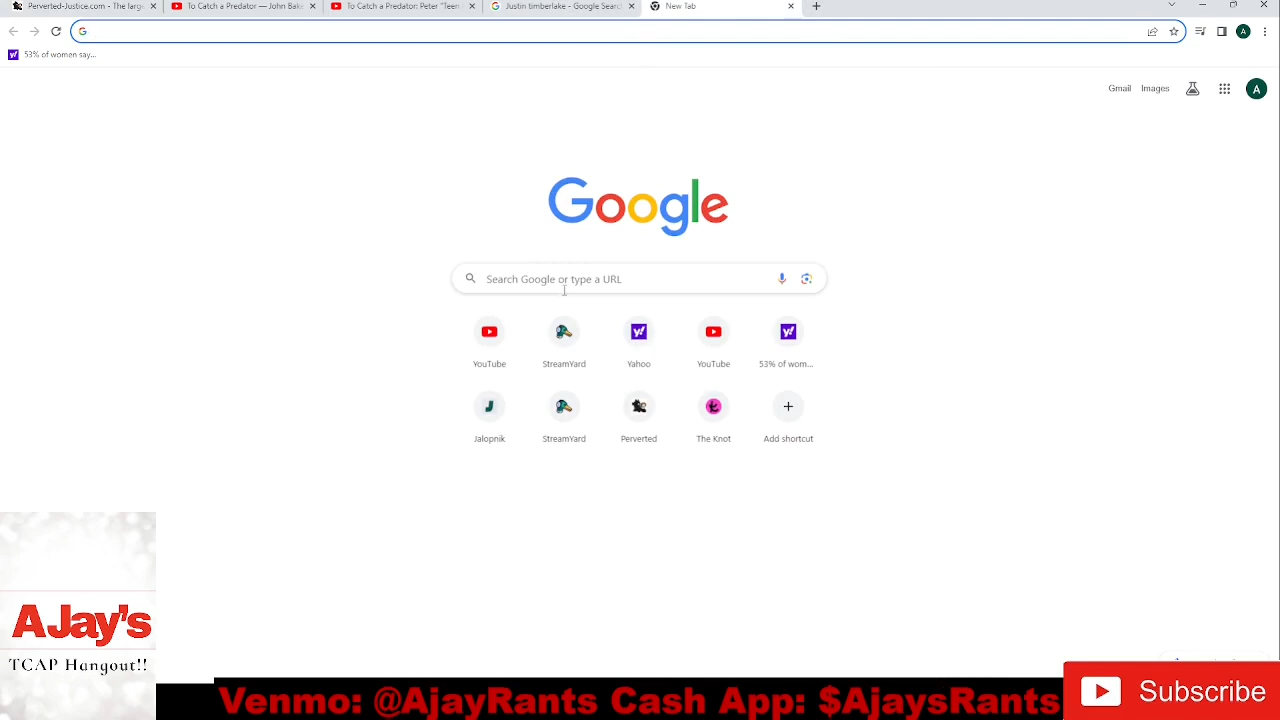 Perverted-Justice.com - The large
To Catch a Predator — John Bake
To Catch a Predator: Peter "Teen
Justin timberlake - Google Search
New Tab
53% of women say...
Gmail
Images
A
Google
Search Google or type a URL
YouTube
StreamYard
Yahoo
YouTube
53% of wom...
Jalopnik
StreamYard
Perverted
The Knot
Add shortcut
AJay's
TCAP Hangout!!
Venmo: @AjayRants Cash App: $AjaysRants
Subscribe